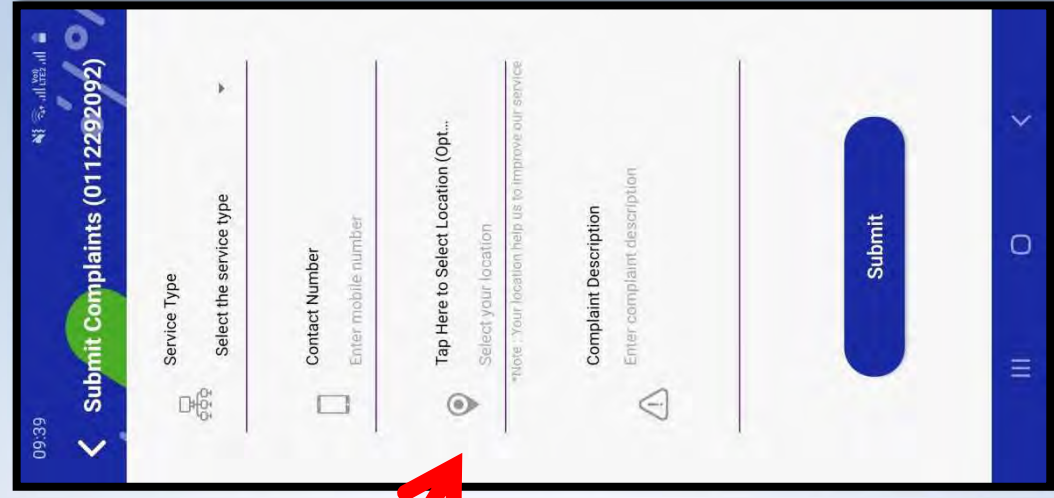 09:39
Submit Complaints (0112292092)
Service Type
Select the service type
Contact Number
Enter mobile number
Tap Here to Select Location (Opt...
Select your location
*Note : Your location help us to improve our service
Complaint Description
Enter complaint description
Submit